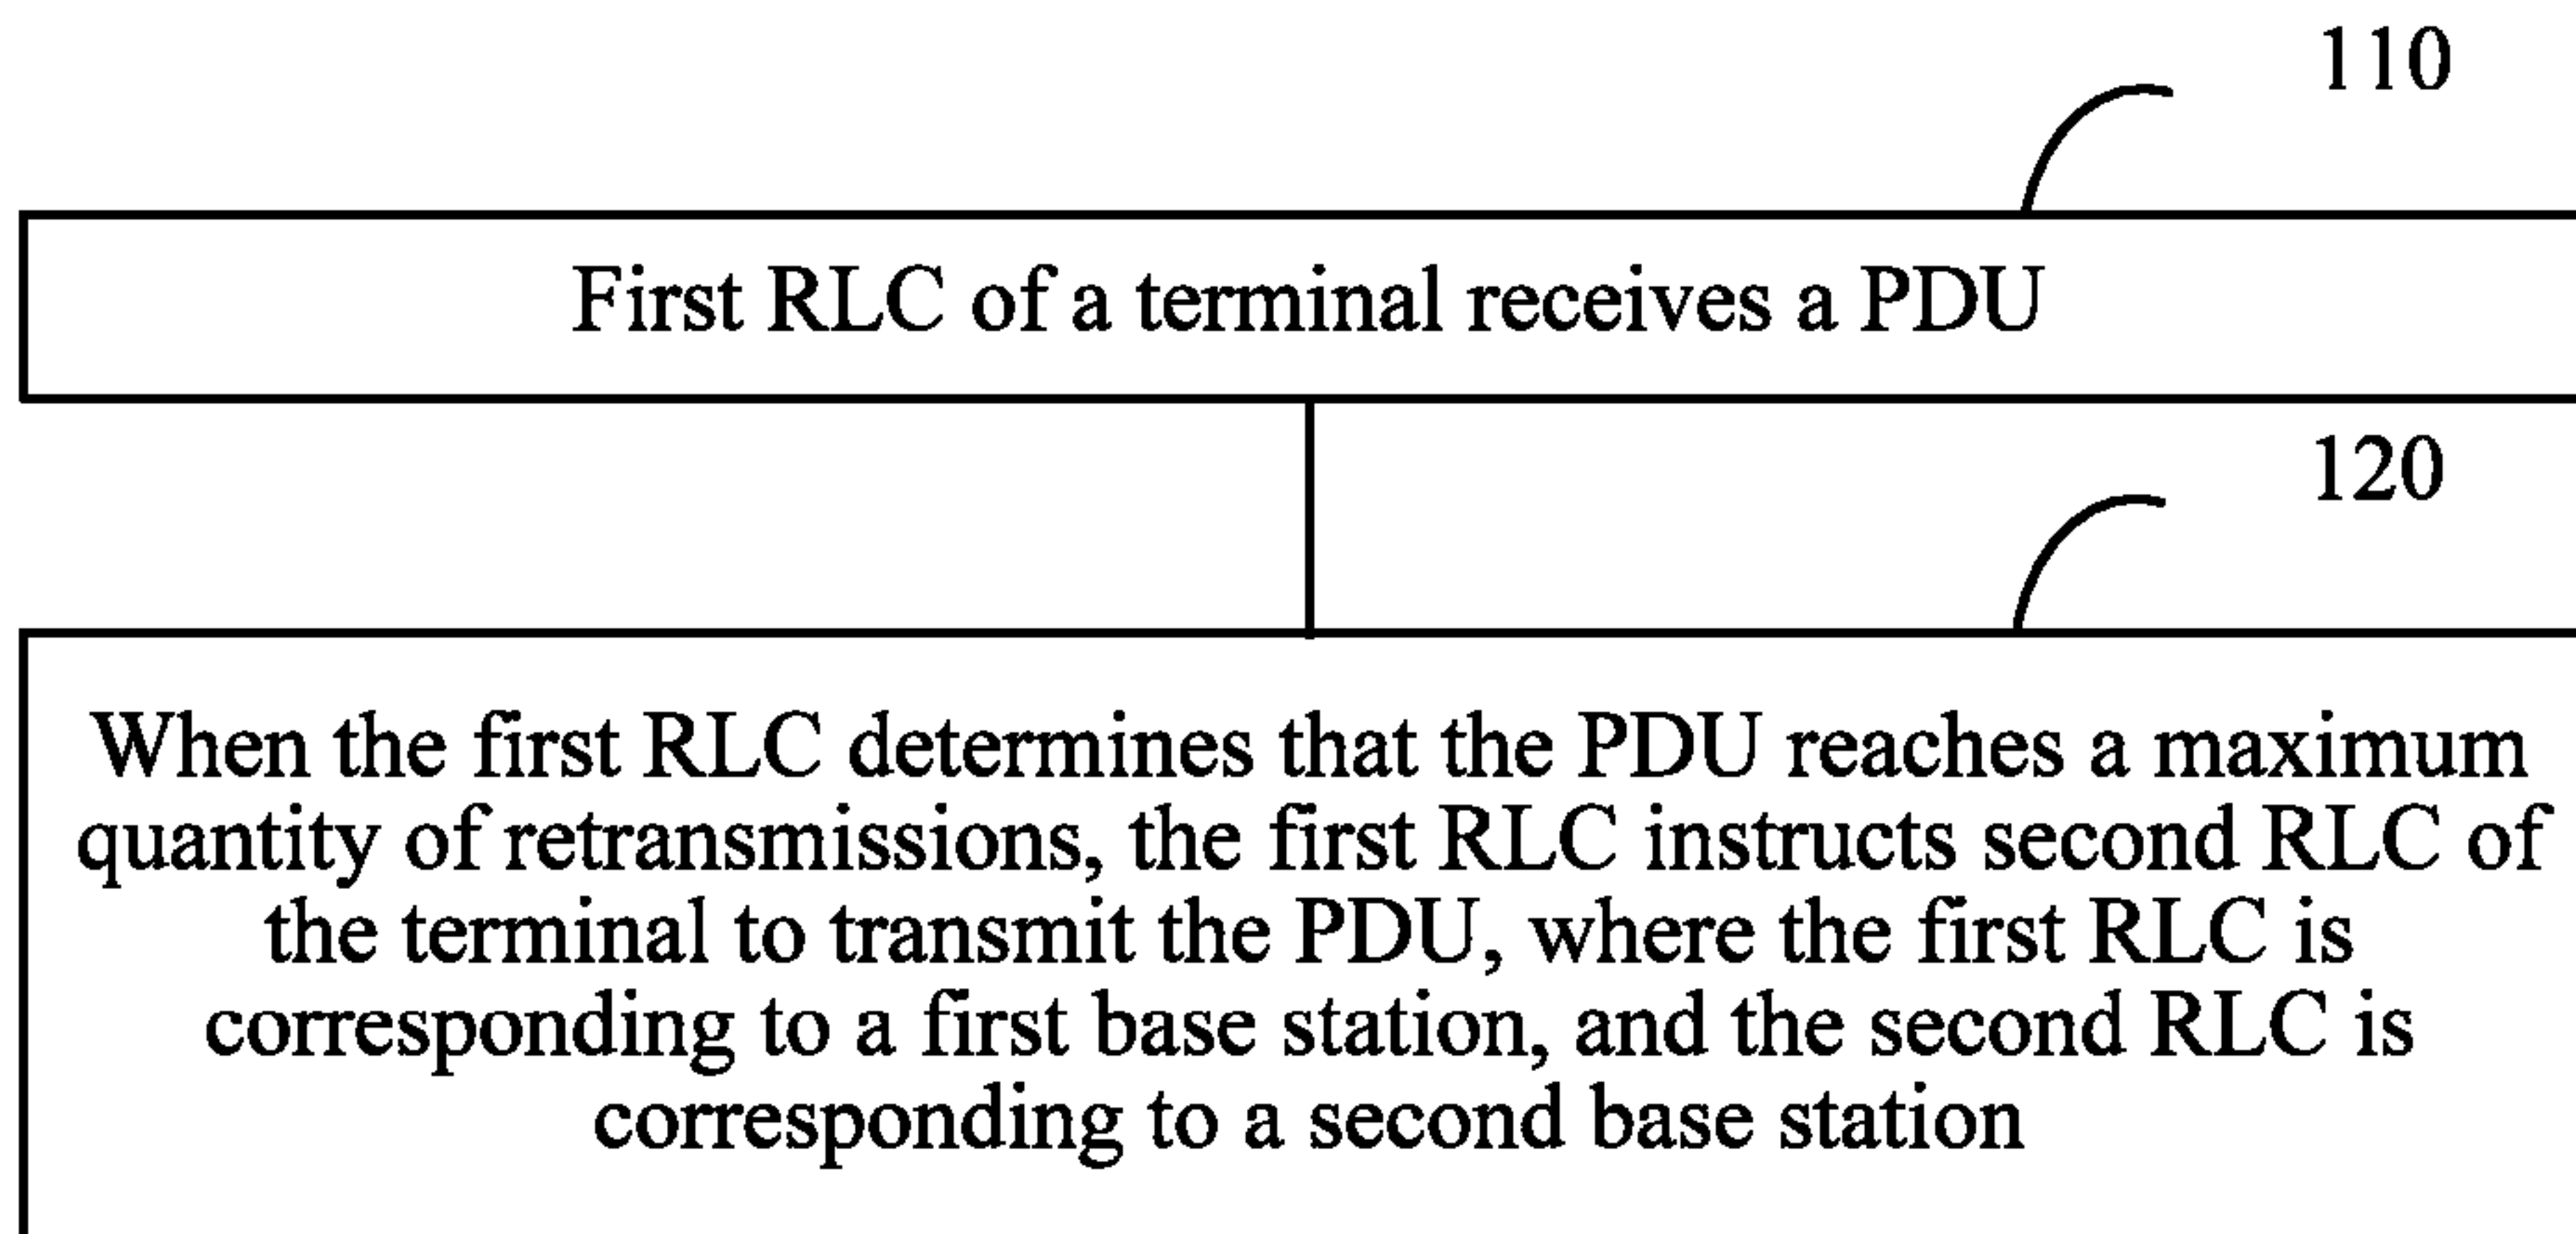 110
First RLC of a terminal receives a PDU
120
When the first RLC determines that the PDU reaches a maximum
quantity of retransmissions, the first RLC instructs second RLC of
the terminal to transmit the PDU, where the first RLC is
corresponding to a first base station, and the second RLC is
corresponding to a second base station